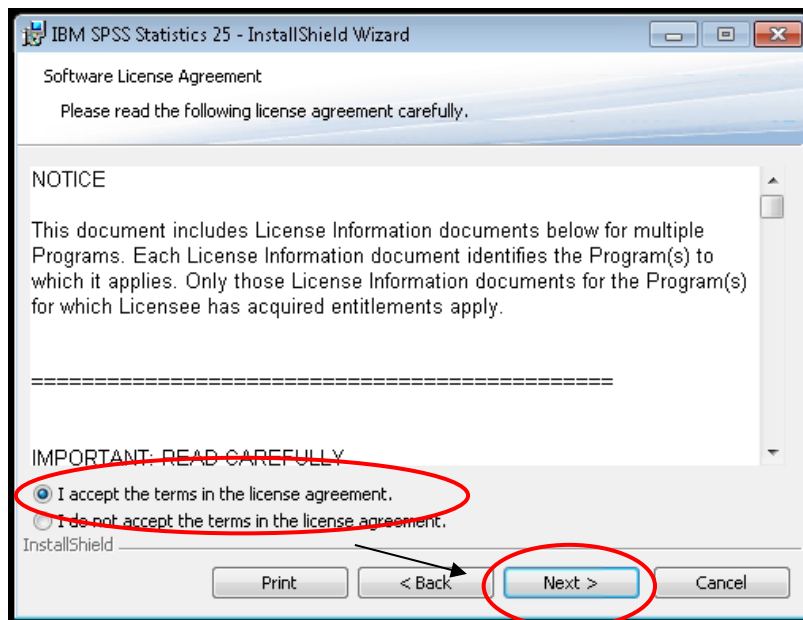 IBM SPSS Statistics 25 - InstallShield Wizard
Software License Agreement
Please read the following license agreement carefully.
NOTICE
This document includes License Information documents below for multiple
Programs. Each License Information document identifies the Program(s) to
which it applies. Only those License Information documents for the Program(s)
for which Licensee has acquired entitlements apply.
==============================================
IMPORTANT: READ CAREFULLY
I accept the terms in the license agreement.
I do not accept the terms in the license agreement.
InstallShield
Print < Back Next > Cancel